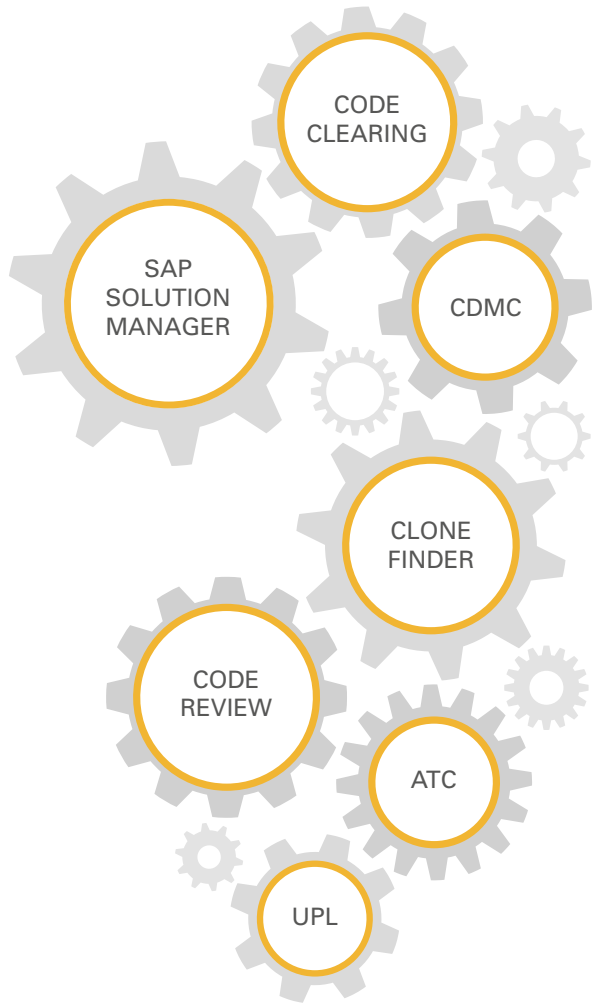 CODE
CLEARING
SAP
SOLUTION
MANAGER
CDMC
CLONE
FINDER
CODE
REVIEW
ATC
UPL